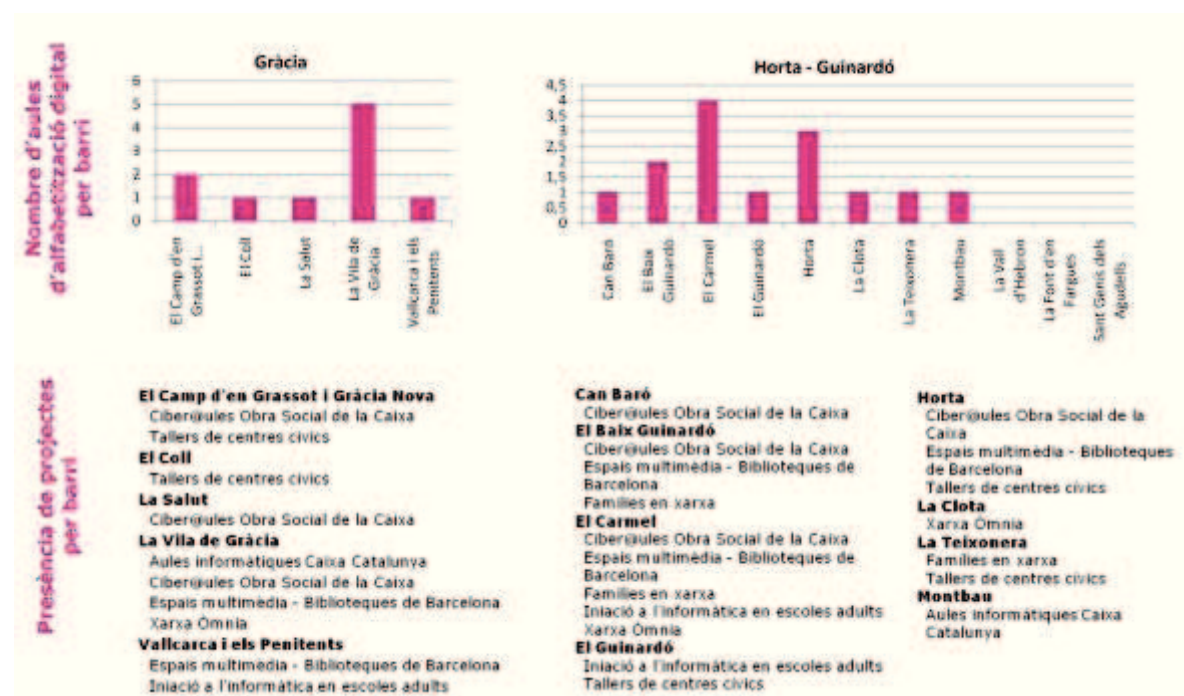 Nombre d'aules
d'alfabetització digital
per barri
Gràcia
6
5
4
3
2
1
0
El Camp d'en
Grassot i...
El Coll
La Salut
La Vila de
Gràcia
Vallcarca i els
Penitents
Horta - Guinardó
4,5
4
3,5
3
2,5
2
1,5
1
0,5
0
Can Baró
El Baix
Guinardó
El Carmel
El Guinardó
Horta
La Clota
La Teixonera
Montbau
La Vall
d'Hebron
La Font d'en
Fargues
Sant Genís dels
Agudells
Presència de projectes
per barri
El Camp d'en Grassot i Gràcia Nova
Ciber@ules Obra Social de la Caixa
Tallers de centres cívics
El Coll
Tallers de centres cívics
La Salut
Ciber@ules Obra Social de la Caixa
La Vila de Gràcia
Aules informàtiques Caixa Catalunya
Ciber@ules Obra Social de la Caixa
Espais multimèdia - Biblioteques de Barcelona
Xarxa Òmnia
Vallcarca i els Penitents
Espais multimèdia - Biblioteques de Barcelona
Iniació a l'informàtica en escoles adults
Can Baró
Ciber@ules Obra Social de la Caixa
El Baix Guinardó
Ciber@ules Obra Social de la Caixa
Espais multimèdia - Biblioteques de
Barcelona
Famílies en xarxa
El Carmel
Ciber@ules Obra Social de la Caixa
Espais multimèdia - Biblioteques de
Barcelona
Famílies en xarxa
Iniació a l'informàtica en escoles adults
Xarxa Òmnia
El Guinardó
Iniació a l'informàtica en escoles adults
Tallers de centres cívics
Horta
Ciber@ules Obra Social de la
Caixa
Espais multimèdia - Biblioteques
de Barcelona
Tallers de centres cívics
La Clota
Xarxa Òmnia
La Teixonera
Famílies en xarxa
Tallers de centres cívics
Montbau
Aules informàtiques Caixa
Catalunya